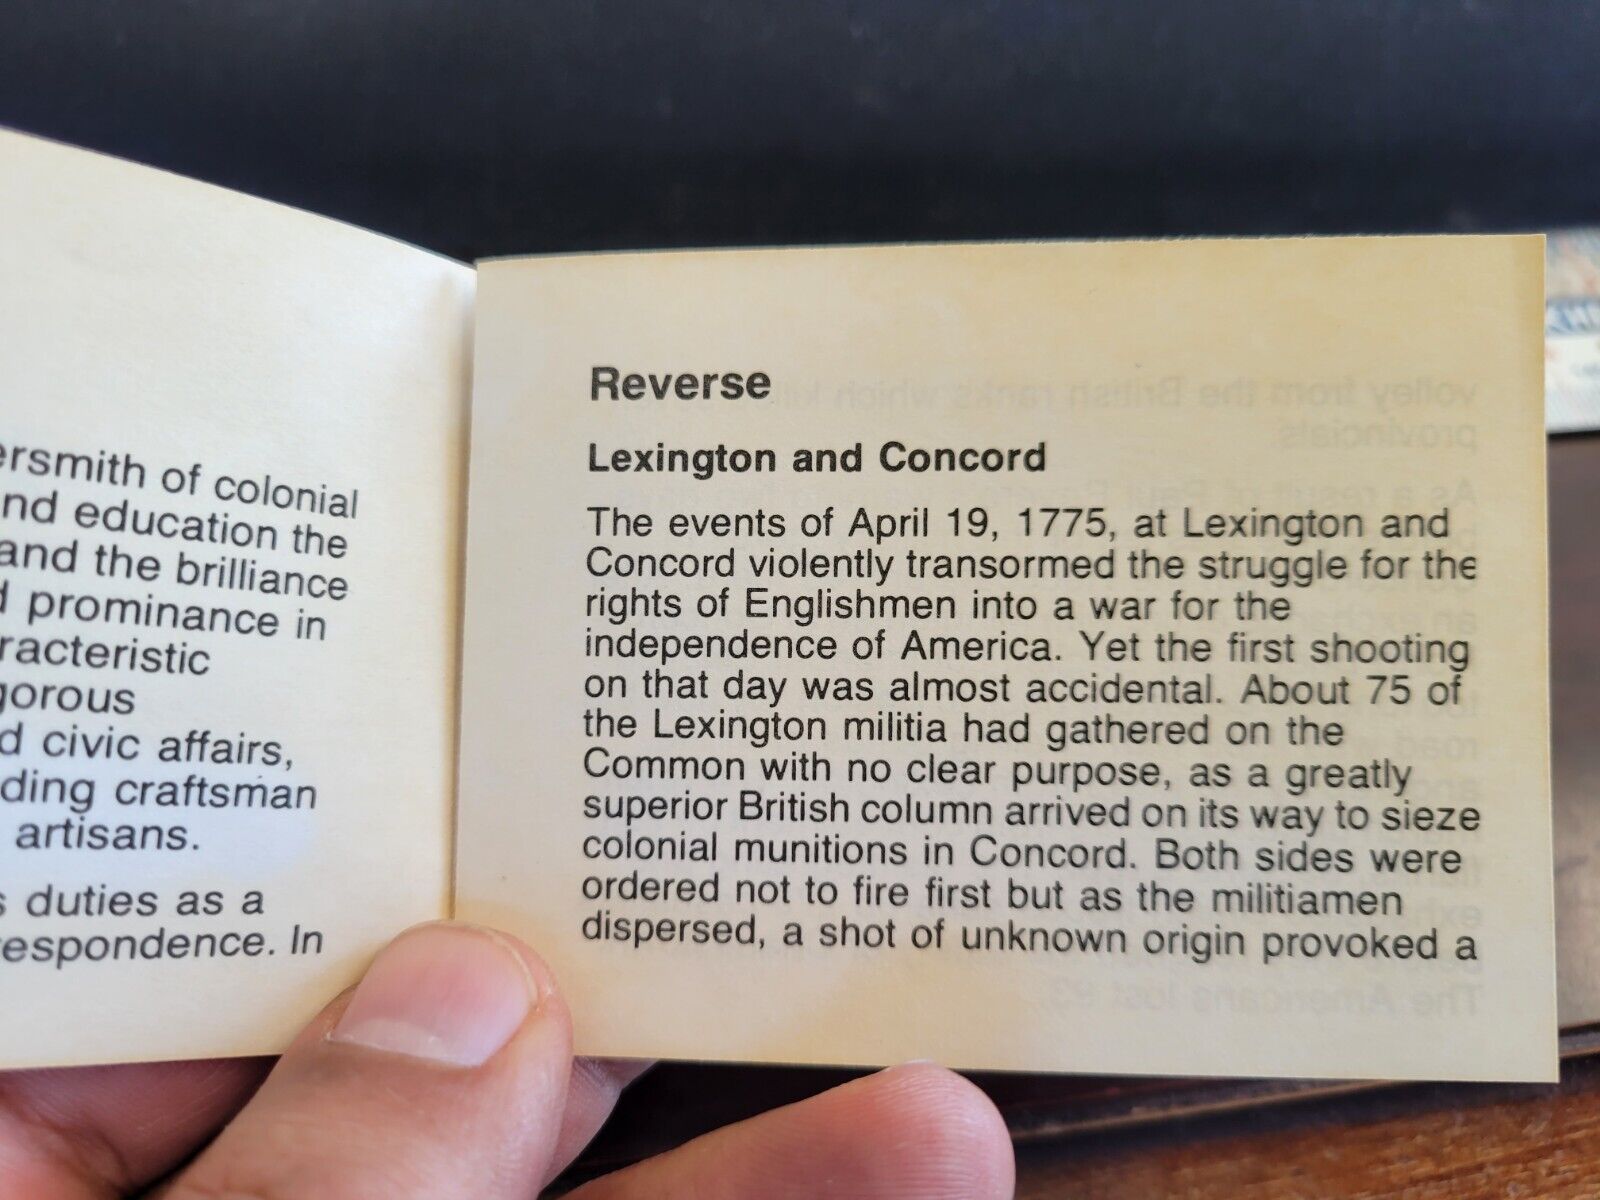 ersmith of colonial
nd education the
and the brilliance
prominance in
racteristic
gorous
d civic affairs,
ding craftsman
artisans.
s duties as a
espondence. In
Reverse
Lexington and Concord
The events of April 19, 1775, at Lexington and
Concord violently transormed the struggle for the
rights of Englishmen into a war for the
independence of America. Yet the first shooting
on that day was almost accidental. About 75 of
the Lexington militia had gathered on the
Common with no clear purpose, as a greatly
superior British column arrived on its way to sieze
colonial munitions in Concord. Both sides were
ordered not to fire first but as the militiamen
dispersed, a shot of unknown origin provoked a